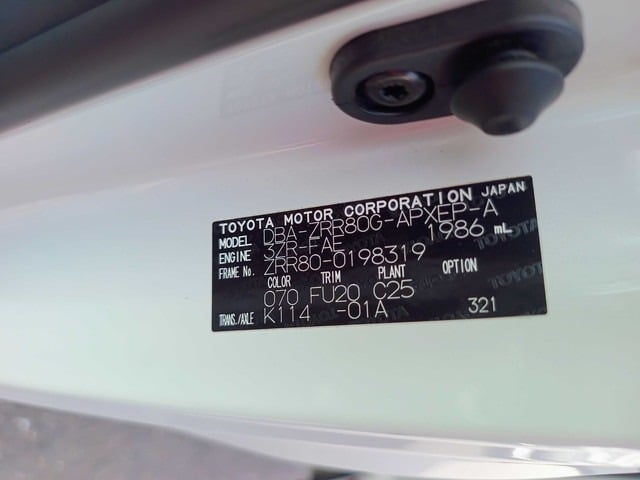 TOYOTA MOTOR CORPORATION JAPAN
MODEL DBA-ZRR80G-APXEP-A
ENGINE 3ZR-FAE 1986 mL
FRAME No. ZRR80-0198319
COLOR TRIM PLANT OPTION
070 FU20 C25
TRANS./AXLE K114 -01A 321